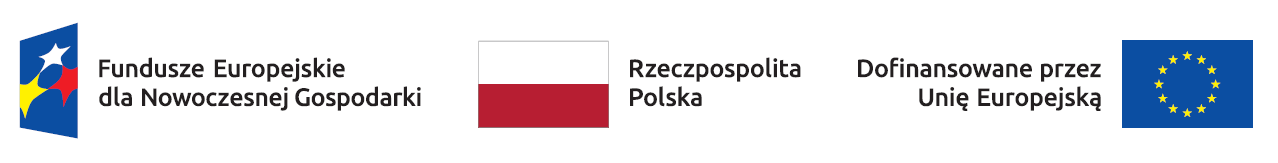 Fundusze Europejskie
dla Nowoczesnej Gospodarki
Rzeczpospolita
Polska
Dofinansowane przez
Unię Europejską